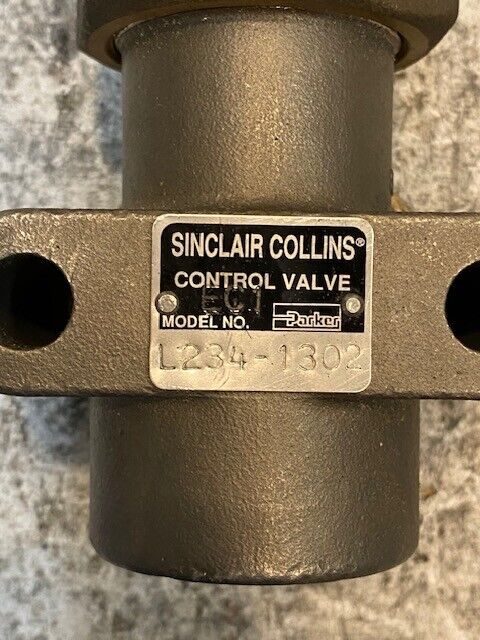 SINCLAIR COLLINS®
CONTROL VALVE
EC1
MODEL NO. Parker
L234-1302